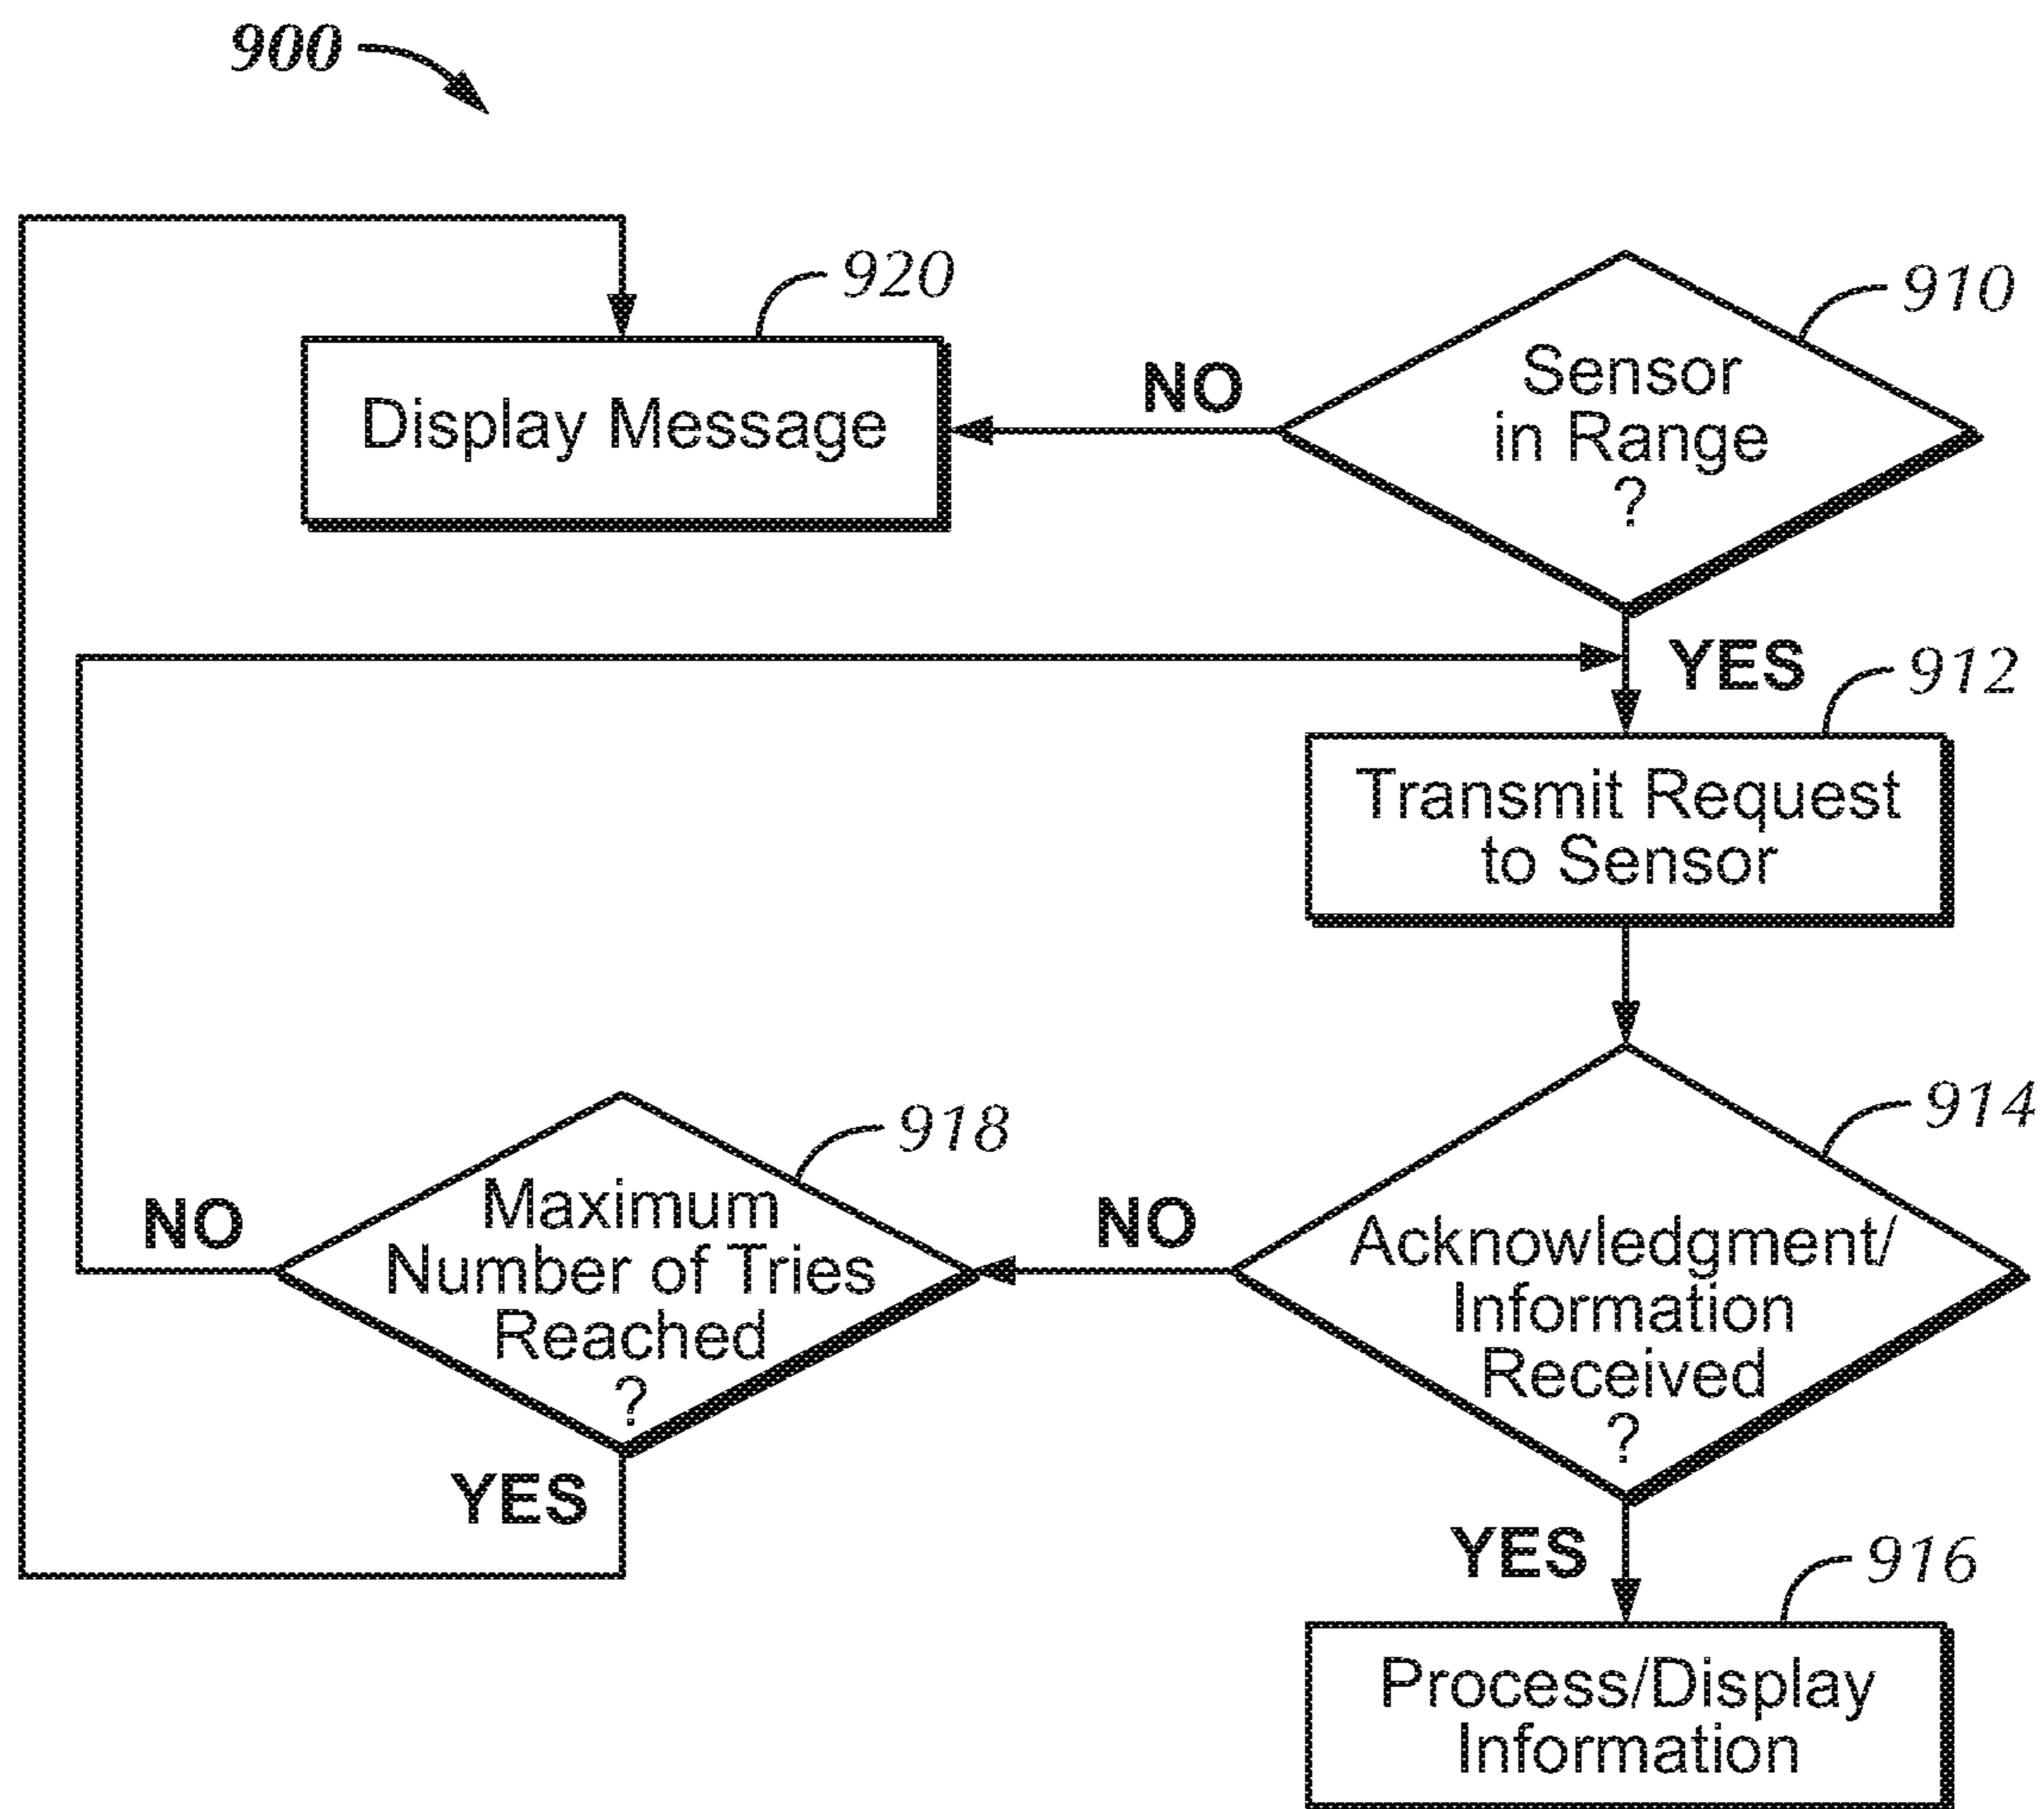 900
920
Display Message
NO
910
Sensor
in Range
?
YES
912
Transmit Request
to Sensor
914
Acknowledgment/
Information
Received
?
NO
918
Maximum
Number of Tries
Reached
?
NO
YES
YES
916
Process/Display
Information